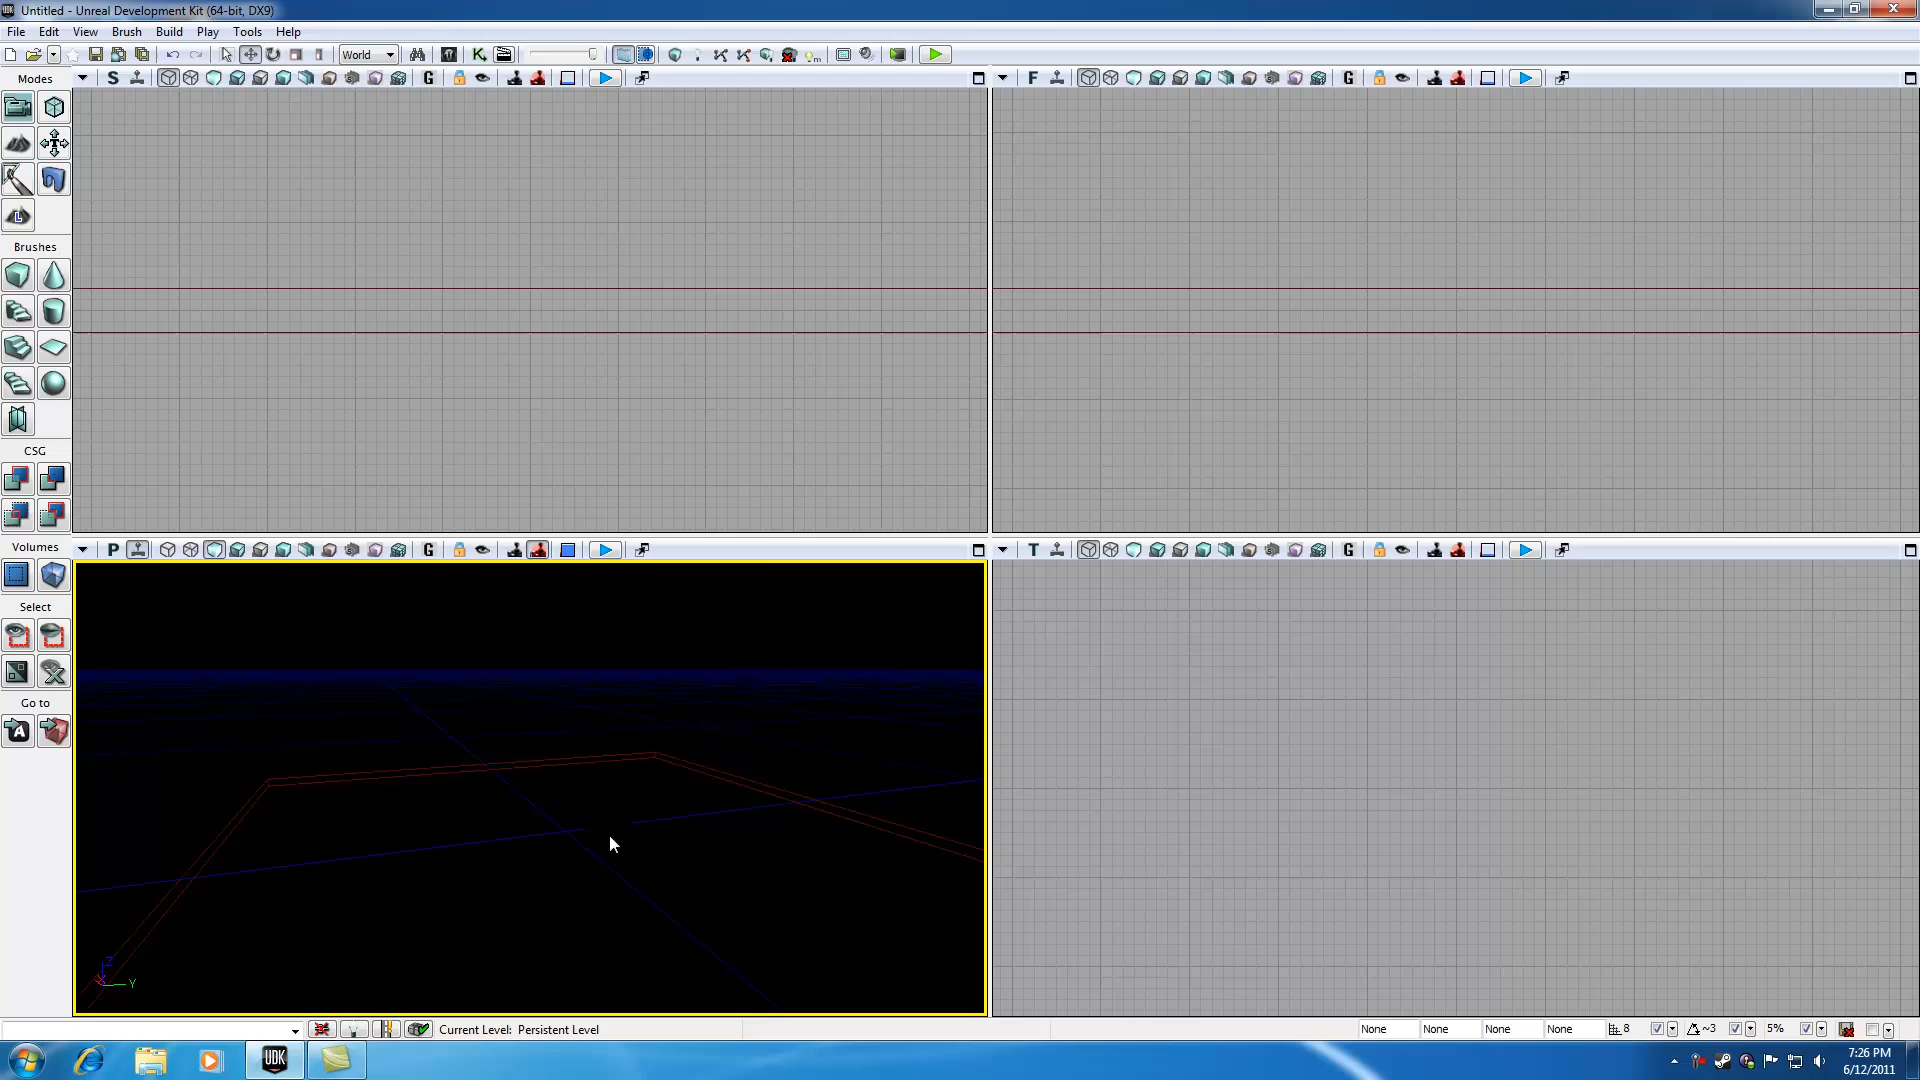 Untitled - Unreal Development Kit (64-bit, DX9)
File Edit View Brush Build Play Tools Help
World
Modes
S G
F G
Brushes
CSG
Volumes
P G
T G
Select
Go to
A
Z
Y
Current Level: Persistent Level
None None None None 8 ~3 5%
UDK
7:26 PM
6/12/2011